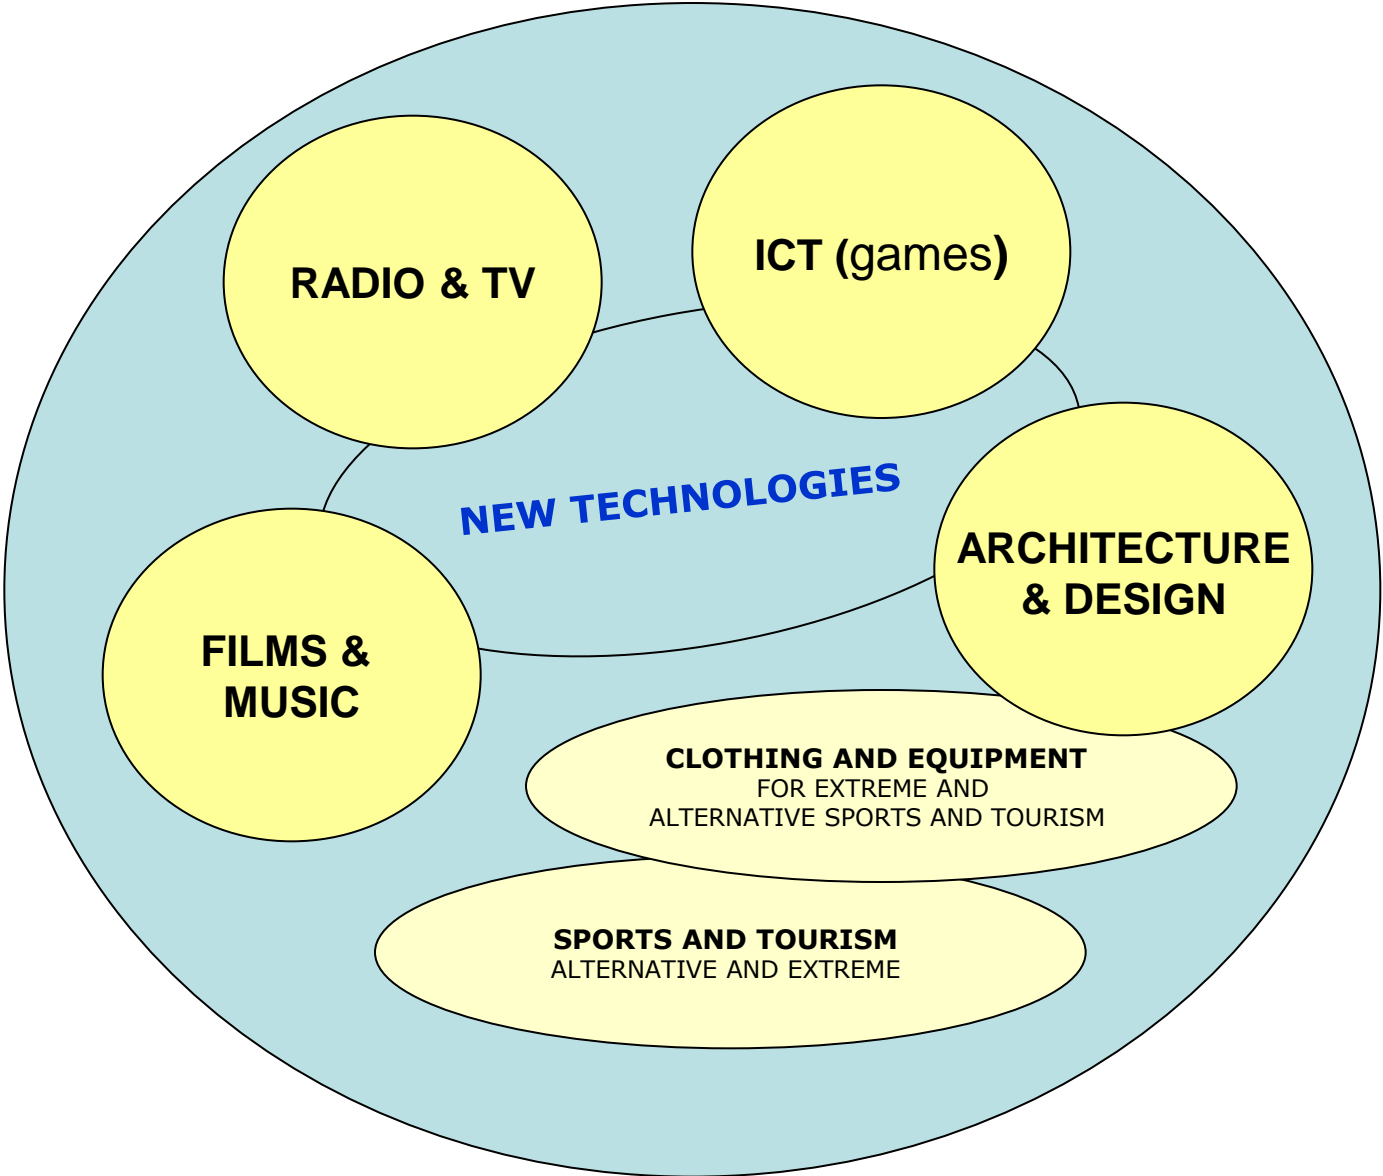 RADIO & TV
ICT (games)
NEW TECHNOLOGIES
ARCHITECTURE
& DESIGN
FILMS &
MUSIC
CLOTHING AND EQUIPMENT
FOR EXTREME AND
ALTERNATIVE SPORTS AND TOURISM
SPORTS AND TOURISM
ALTERNATIVE AND EXTREME